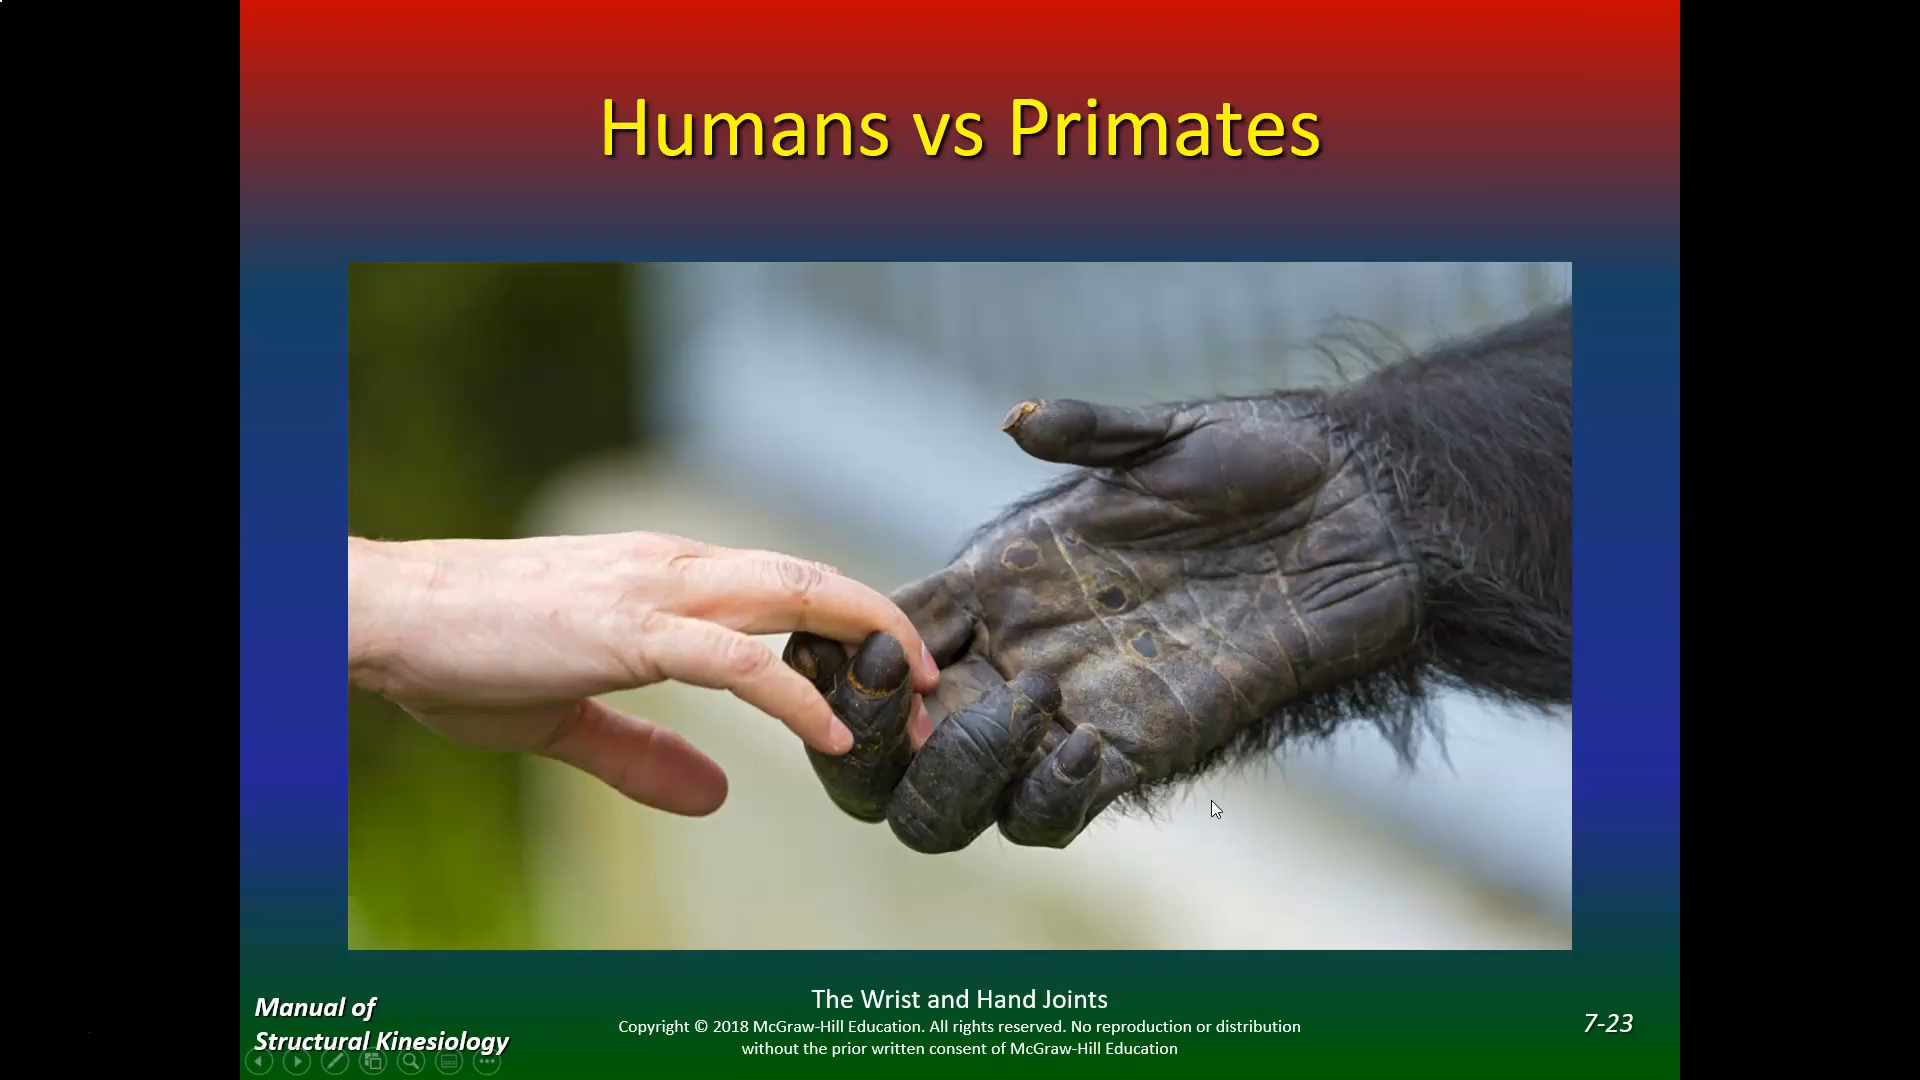 Humans vs Primates
Manual of
Structural Kinesiology
The Wrist and Hand Joints
Copyright © 2018 McGraw-Hill Education. All rights reserved. No reproduction or distribution
without the prior written consent of McGraw-Hill Education
7-23